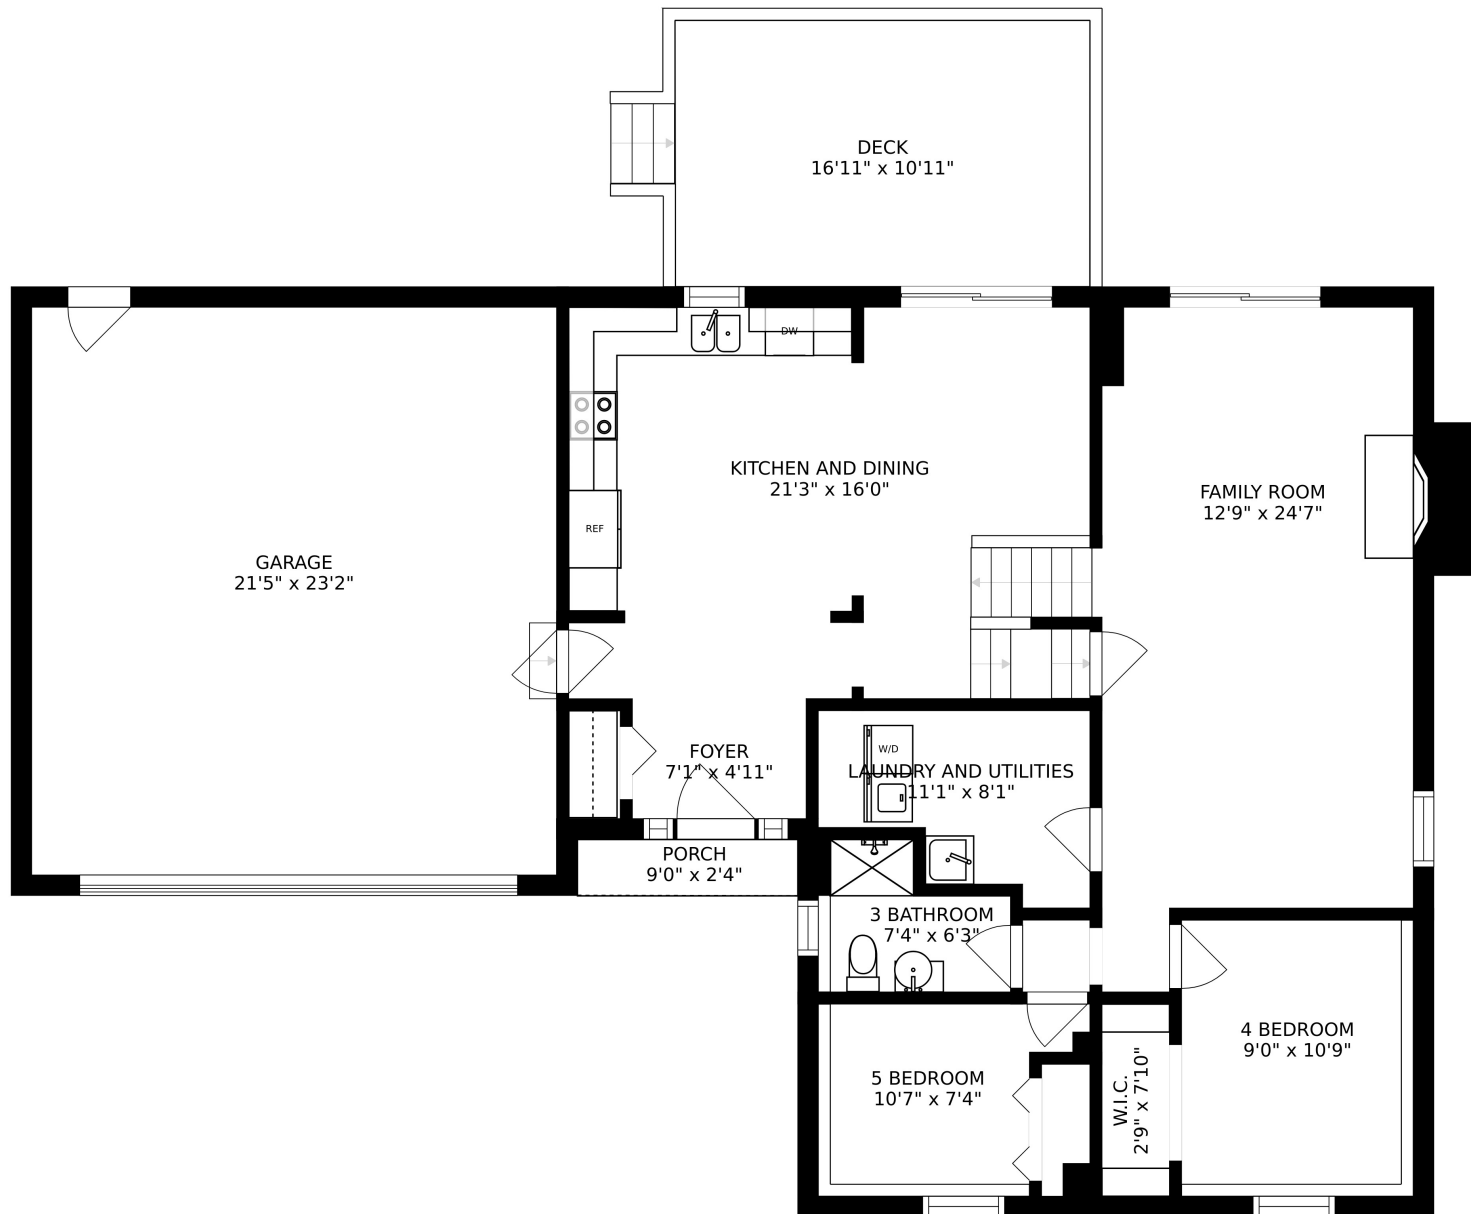 DECK
16'11" x 10'11"
DW
KITCHEN AND DINING
21'3" x 16'0"
FAMILY ROOM
12'9" x 24'7"
REF
GARAGE
21'5" x 23'2"
FOYER
7'1" x 4'11"
W/D
LAUNDRY AND UTILITIES
11'1" x 8'1"
PORCH
9'0" x 2'4"
3 BATHROOM
7'4" x 6'3"
4 BEDROOM
9'0" x 10'9"
5 BEDROOM
10'7" x 7'4"
W.I.C.
2'9" x 7'10"